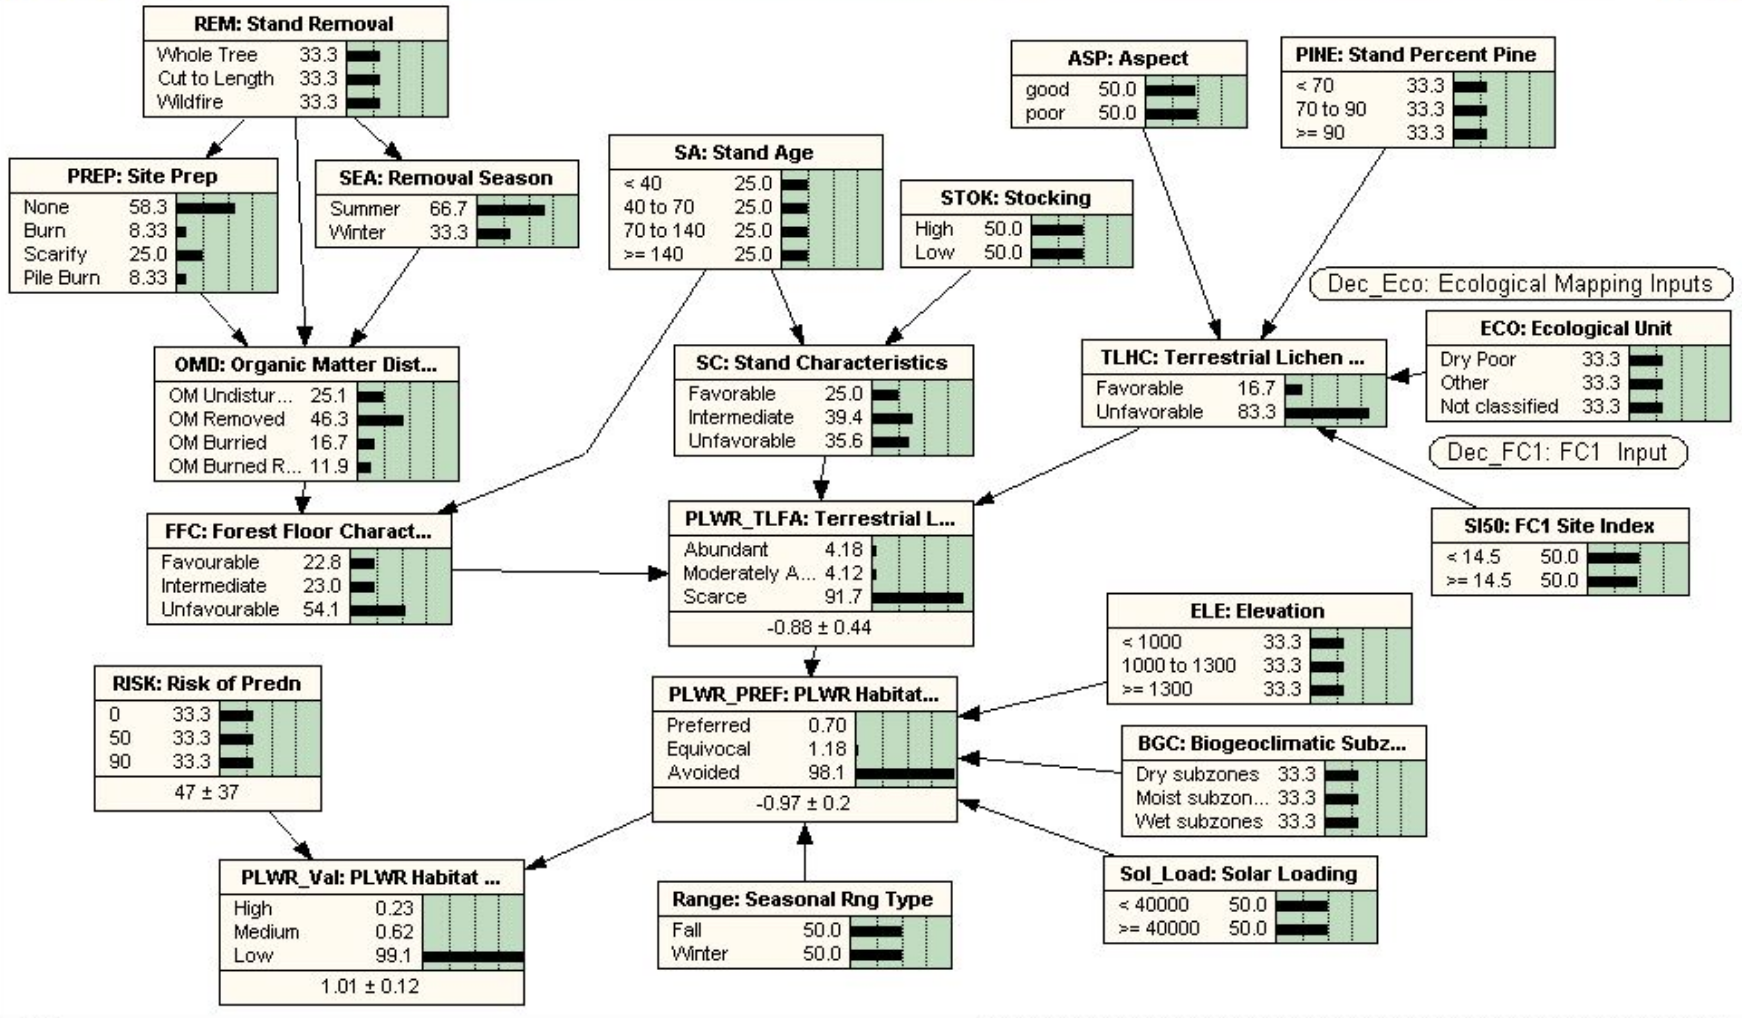 REM: Stand Removal
Whole Tree 33.3
Cut to Length 33.3
Wildfire 33.3
ASP: Aspect
good 50.0
poor 50.0
PINE: Stand Percent Pine
< 70 33.3
70 to 90 33.3
>= 90 33.3
PREP: Site Prep
None 58.3
Burn 8.33
Scarify 25.0
Pile Burn 8.33
SEA: Removal Season
Summer 66.7
Winter 33.3
SA: Stand Age
< 40 25.0
40 to 70 25.0
70 to 140 25.0
>= 140 25.0
STOK: Stocking
High 50.0
Low 50.0
Dec_Eco: Ecological Mapping Inputs
OMD: Organic Matter Dist...
OM Undistur... 25.1
OM Removed 46.3
OM Burried 16.7
OM Burned R... 11.9
SC: Stand Characteristics
Favorable 25.0
Intermediate 39.4
Unfavorable 35.6
TLHC: Terrestrial Lichen ...
Favorable 16.7
Unfavorable 83.3
ECO: Ecological Unit
Dry Poor 33.3
Other 33.3
Not classified 33.3
Dec_FC1: FC1 Input
FFC: Forest Floor Charact...
Favourable 22.8
Intermediate 23.0
Unfavourable 54.1
PLWR_TLFA: Terrestrial L...
Abundant 4.18
Moderately A... 4.12
Scarce 91.7
-0.88 ± 0.44
SI50: FC1 Site Index
< 14.5 50.0
>= 14.5 50.0
ELE: Elevation
< 1000 33.3
1000 to 1300 33.3
>= 1300 33.3
RISK: Risk of Predn
0 33.3
50 33.3
90 33.3
47 ± 37
PLWR_PREF: PLWR Habitat...
Preferred 0.70
Equivocal 1.18
Avoided 98.1
-0.97 ± 0.2
BGC: Biogeoclimatic Subz...
Dry subzones 33.3
Moist subzon... 33.3
Wet subzones 33.3
PLWR_Val: PLWR Habitat ...
High 0.23
Medium 0.62
Low 99.1
1.01 ± 0.12
Range: Seasonal Rng Type
Fall 50.0
Winter 50.0
Sol_Load: Solar Loading
< 40000 50.0
>= 40000 50.0